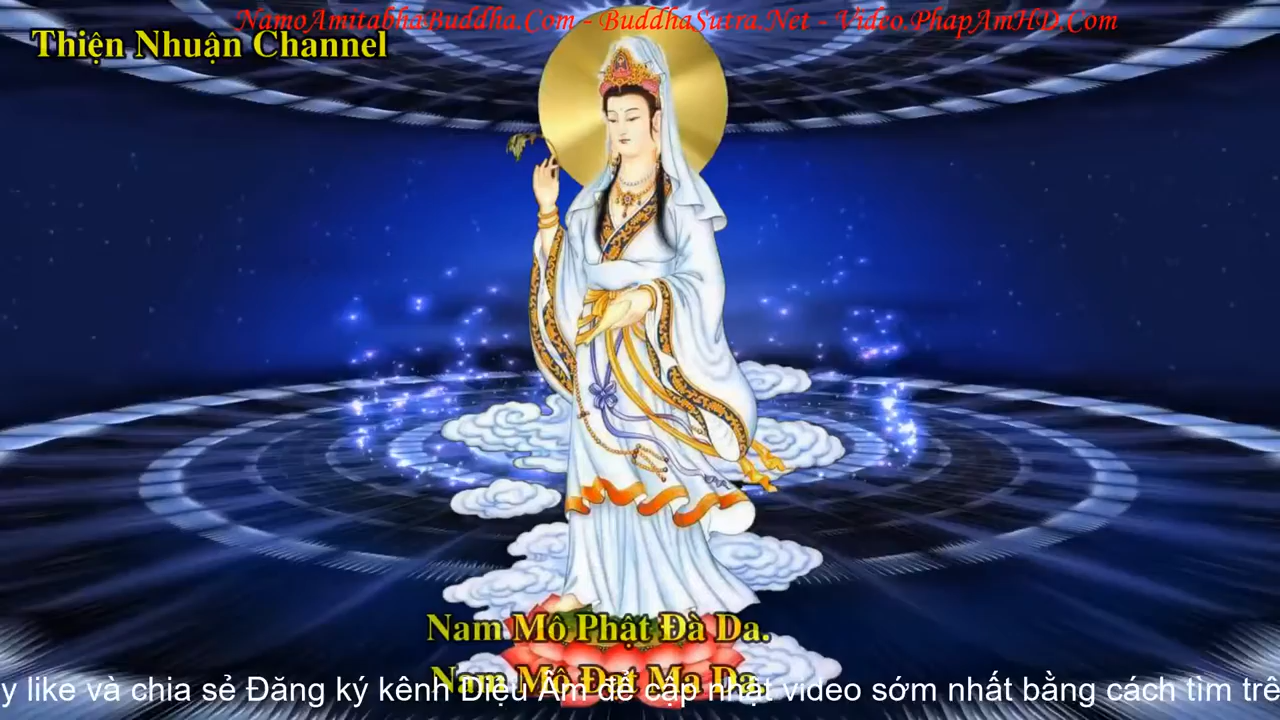 NamoAmitabhaBuddha.Com - BuddhaSutra.Net - Video.PhapAmHD.Com
Thiện Nhuận Channel
Nam Mô Phật Đà Da.
Nam Mô Đạt Ma Da.
y like và chia sẻ Đăng ký kênh Diệu Âm để cập nhật video sớm nhất bằng cách tìm trê